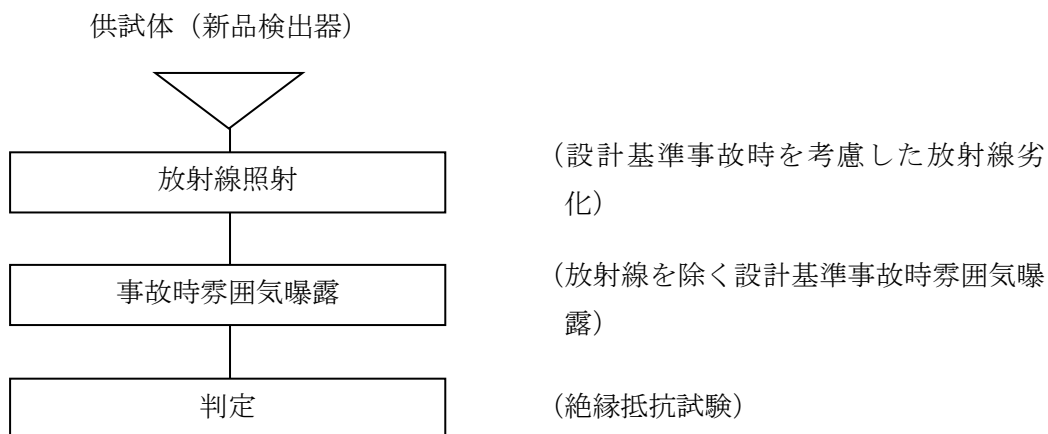 供試体（新品検出器）
放射線照射
（設計基準事故時を考慮した放射線劣
化）
事故時雰囲気曝露
（放射線を除く設計基準事故時雰囲気曝
露）
判定
（絶縁抵抗試験）